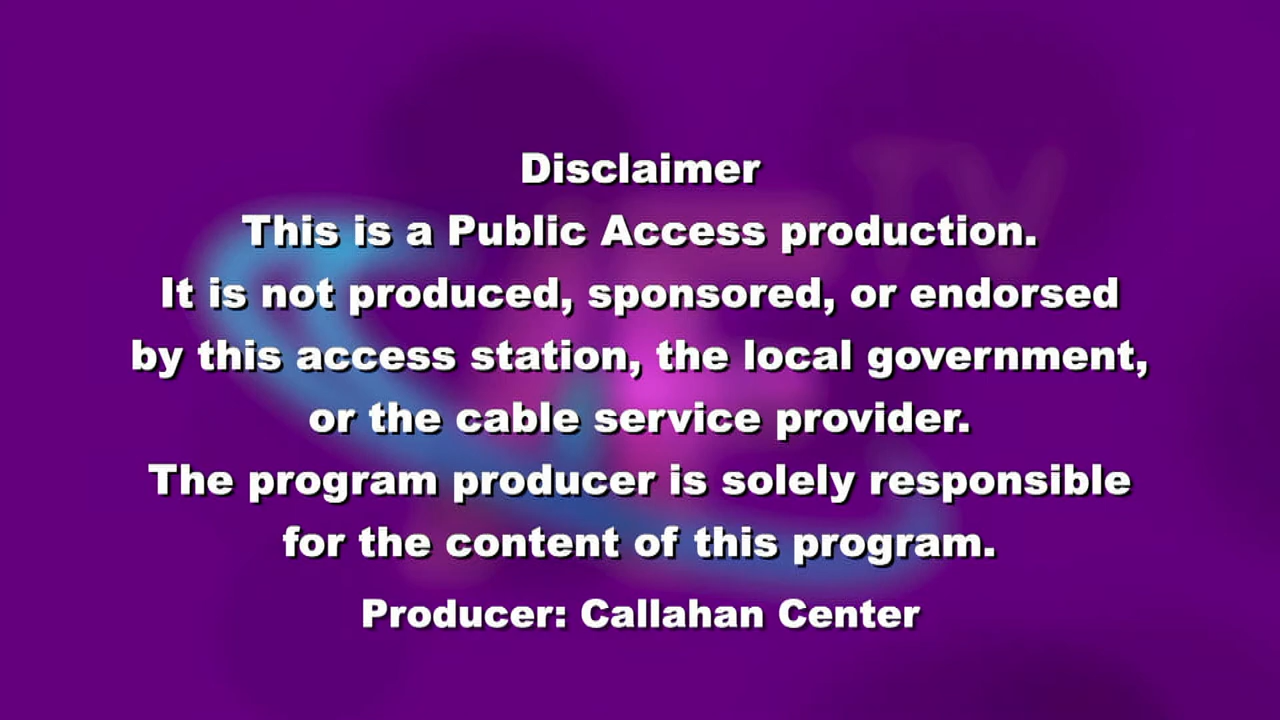 Disclaimer
This is a Public Access production.
It is not produced, sponsored, or endorsed
by this access station, the local government,
or the cable service provider.
The program producer is solely responsible
for the content of this program.
Producer: Callahan Center
TV